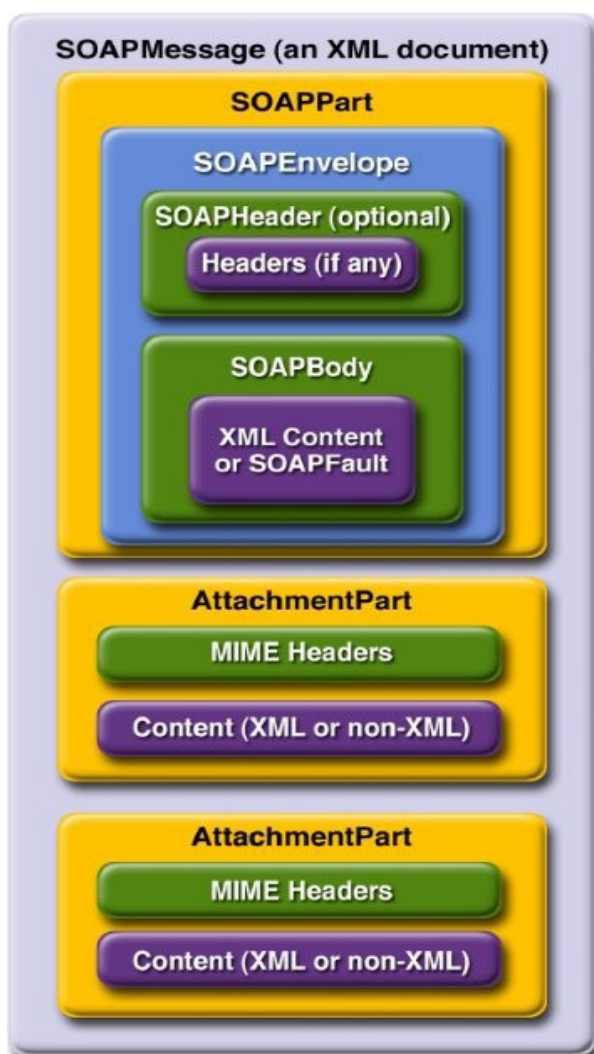 SOAPMessage (an XML document)
SOAPPart
SOAPEnvelope
SOAPHeader (optional)
Headers (if any)
SOAPBody
XML Content
or SOAPFault
AttachmentPart
MIME Headers
Content (XML or non-XML)
AttachmentPart
MIME Headers
Content (XML or non-XML)